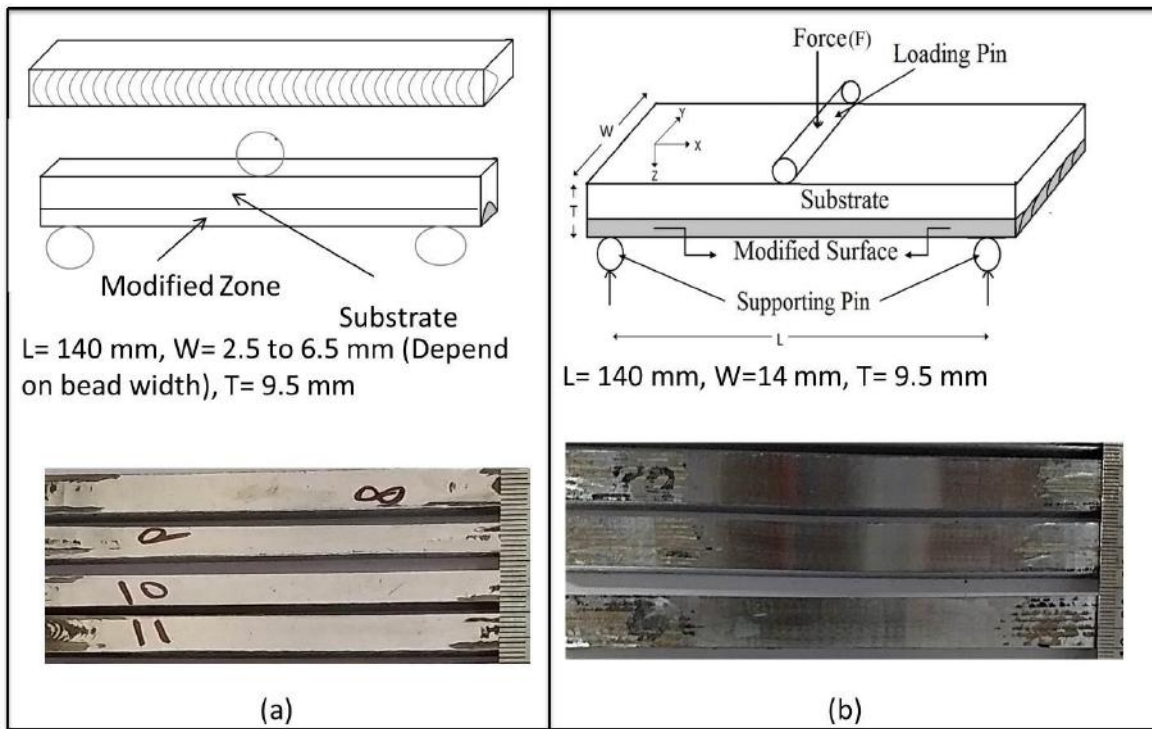 Modified Zone
Substrate
L= 140 mm, W= 2.5 to 6.5 mm (Depend
on bead width), T= 9.5 mm
8
9
10
11
(a)
Force(F)
Loading Pin
W
Y
X
Z
T
Substrate
Modified Surface
Supporting Pin
L
L= 140 mm, W=14 mm, T= 9.5 mm
(b)